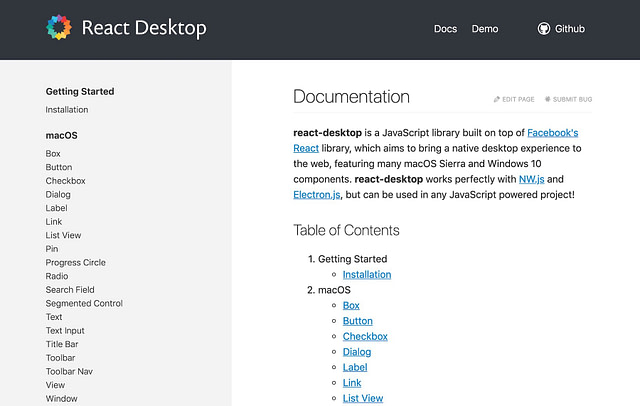 React Desktop
Docs Demo Github
Getting Started
Installation
macOS
Box
Button
Checkbox
Dialog
Label
Link
List View
Pin
Progress Circle
Radio
Search Field
Segmented Control
Text
Text Input
Title Bar
Toolbar
Toolbar Nav
View
Window
Documentation
EDIT PAGE SUBMIT BUG
react-desktop is a JavaScript library built on top of Facebook's
React library, which aims to bring a native desktop experience to
the web, featuring many macOS Sierra and Windows 10
components. react-desktop works perfectly with NW.js and
Electron.js, but can be used in any JavaScript powered project!
Table of Contents
1. Getting Started
Installation
2. macOS
Box
Button
Checkbox
Dialog
Label
Link
List View